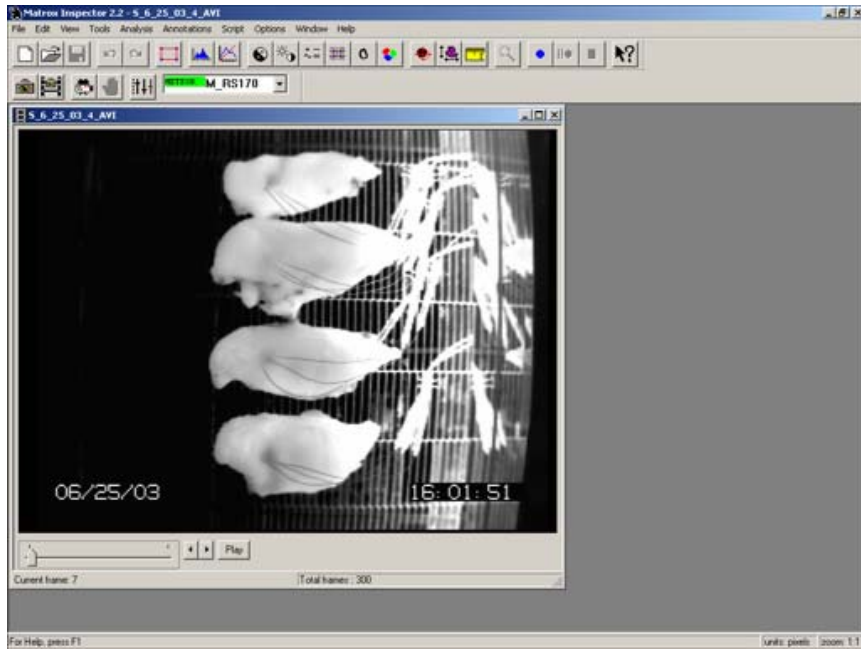 Matrox Inspector 2.2 - S_6_25_03_4_AVI
File Edit View Tools Analysis Annotations Script Options Window Help
M_RS170
S_6_25_03_4_AVI
06/25/03
16:01:51
Play
Current frame: 7
Total frames : 300
For Help, press F1
units: pixels
zoom: 1:1